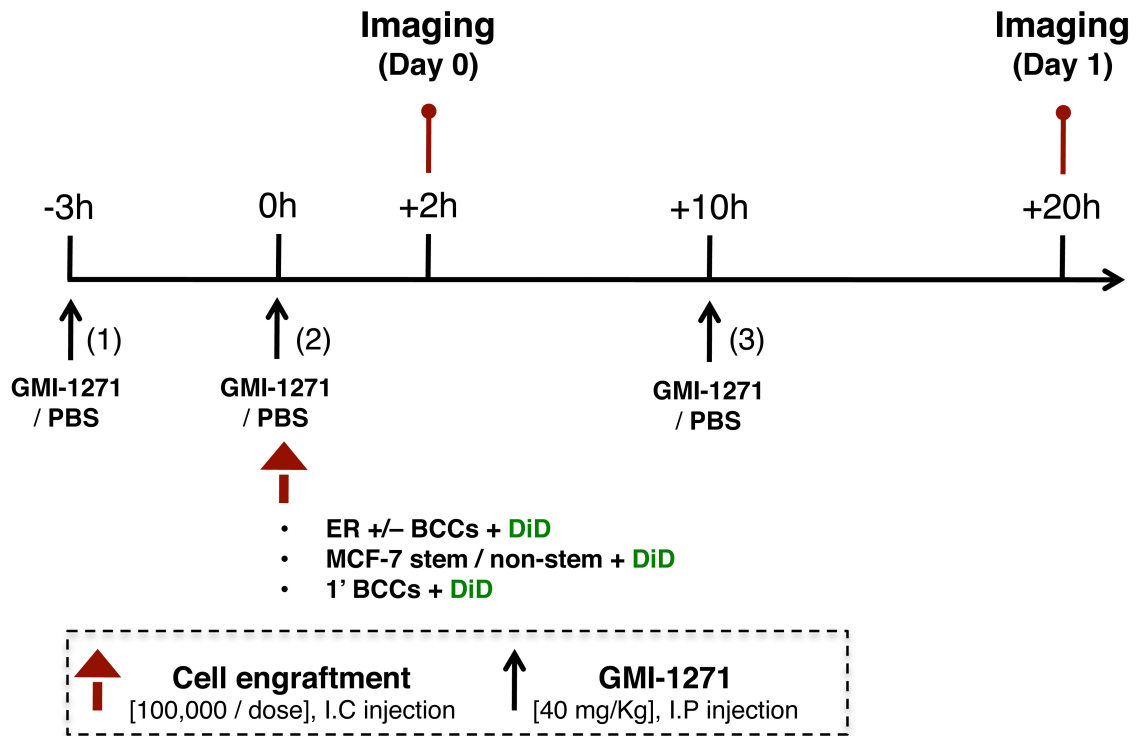 Imaging
(Day 0)
Imaging
(Day 1)
-3h
0h
+2h
+10h
+20h
(1)
(2)
(3)
GMI-1271
/ PBS
GMI-1271
/ PBS
GMI-1271
/ PBS
• ER +/– BCCs + DiD
• MCF-7 stem / non-stem + DiD
• 1’ BCCs + DiD
Cell engraftment
[100,000 / dose], I.C injection
GMI-1271
[40 mg/Kg], I.P injection